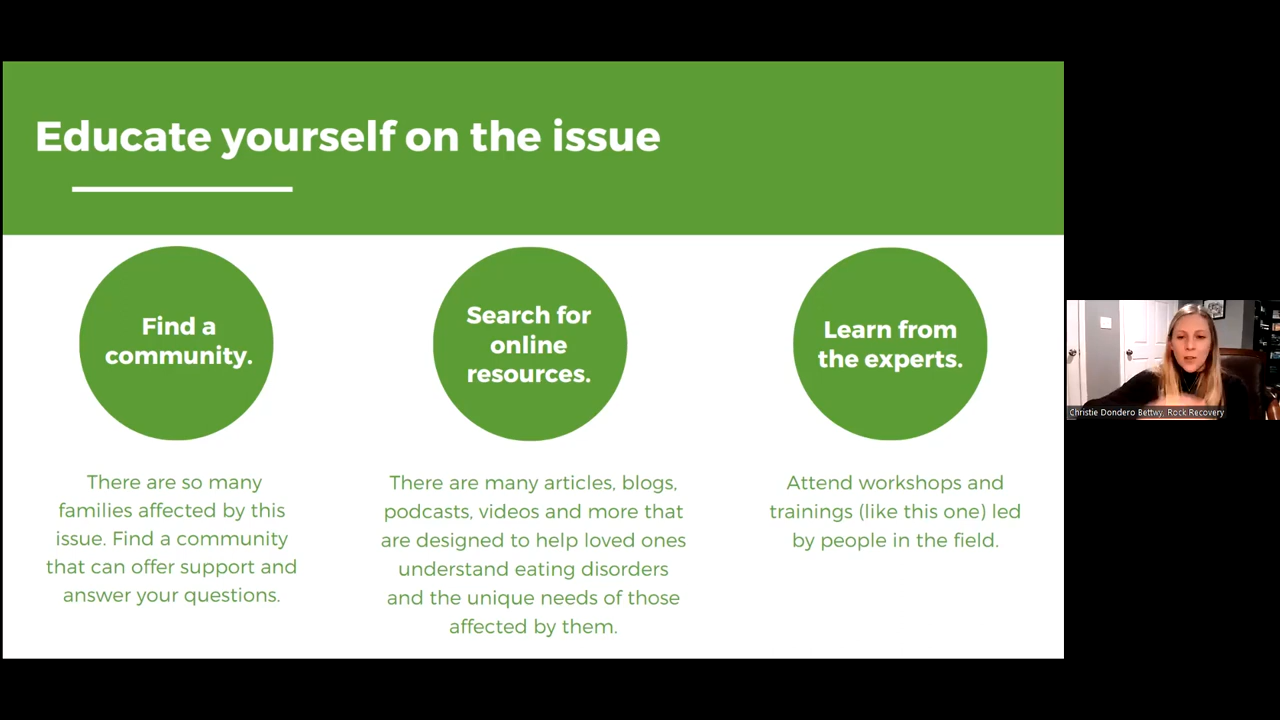 Educate yourself on the issue
Find a
community.
Search for
online
resources.
Learn from
the experts.
There are so many
families affected by this
issue. Find a community
that can offer support and
answer your questions.
There are many articles, blogs,
podcasts, videos and more that
are designed to help loved ones
understand eating disorders
and the unique needs of those
affected by them.
Attend workshops and
trainings (like this one) led
by people in the field.
Christie Dondero Bettwy, Rock Recovery